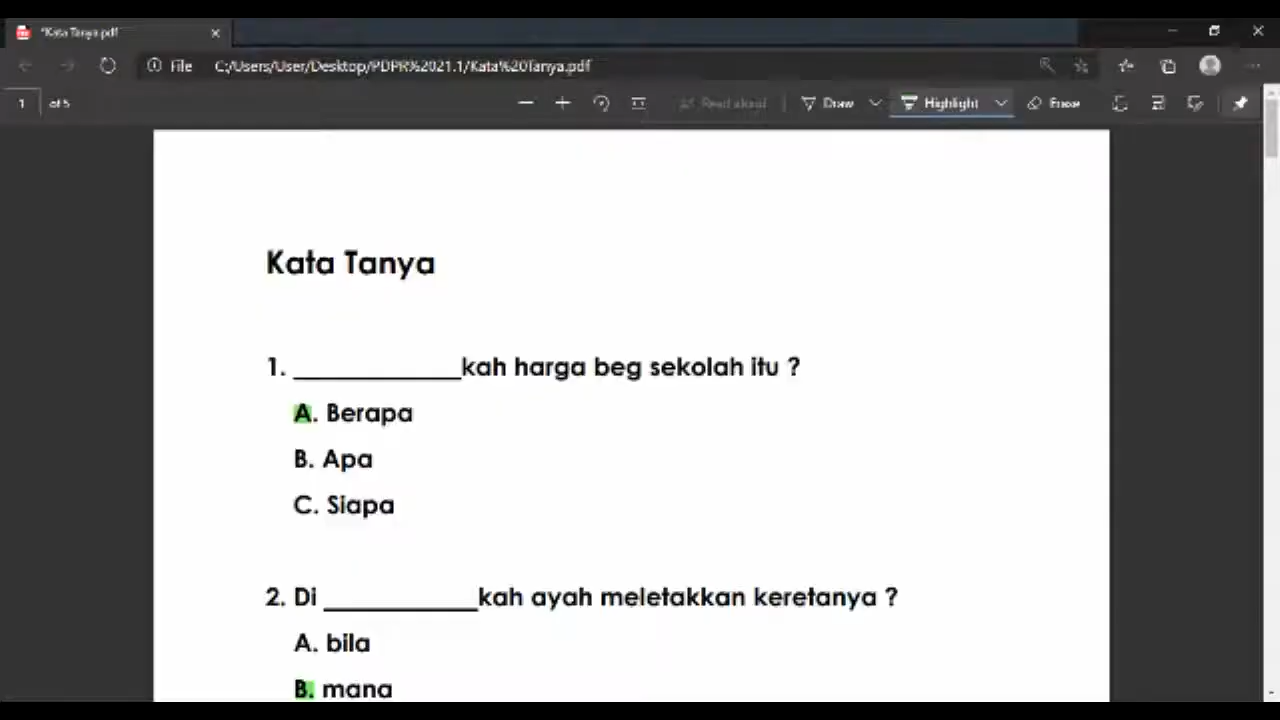 *Kata Tanya.pdf
File C:/Users/User/Desktop/PDPR%2021.1/Kata%20Tanya.pdf
1 of 5 Read aloud Draw Highlight Erase
Kata Tanya
1. ____________kah harga beg sekolah itu ?
A. Berapa
B. Apa
C. Siapa
2. Di ___________kah ayah meletakkan keretanya ?
A. bila
B. mana